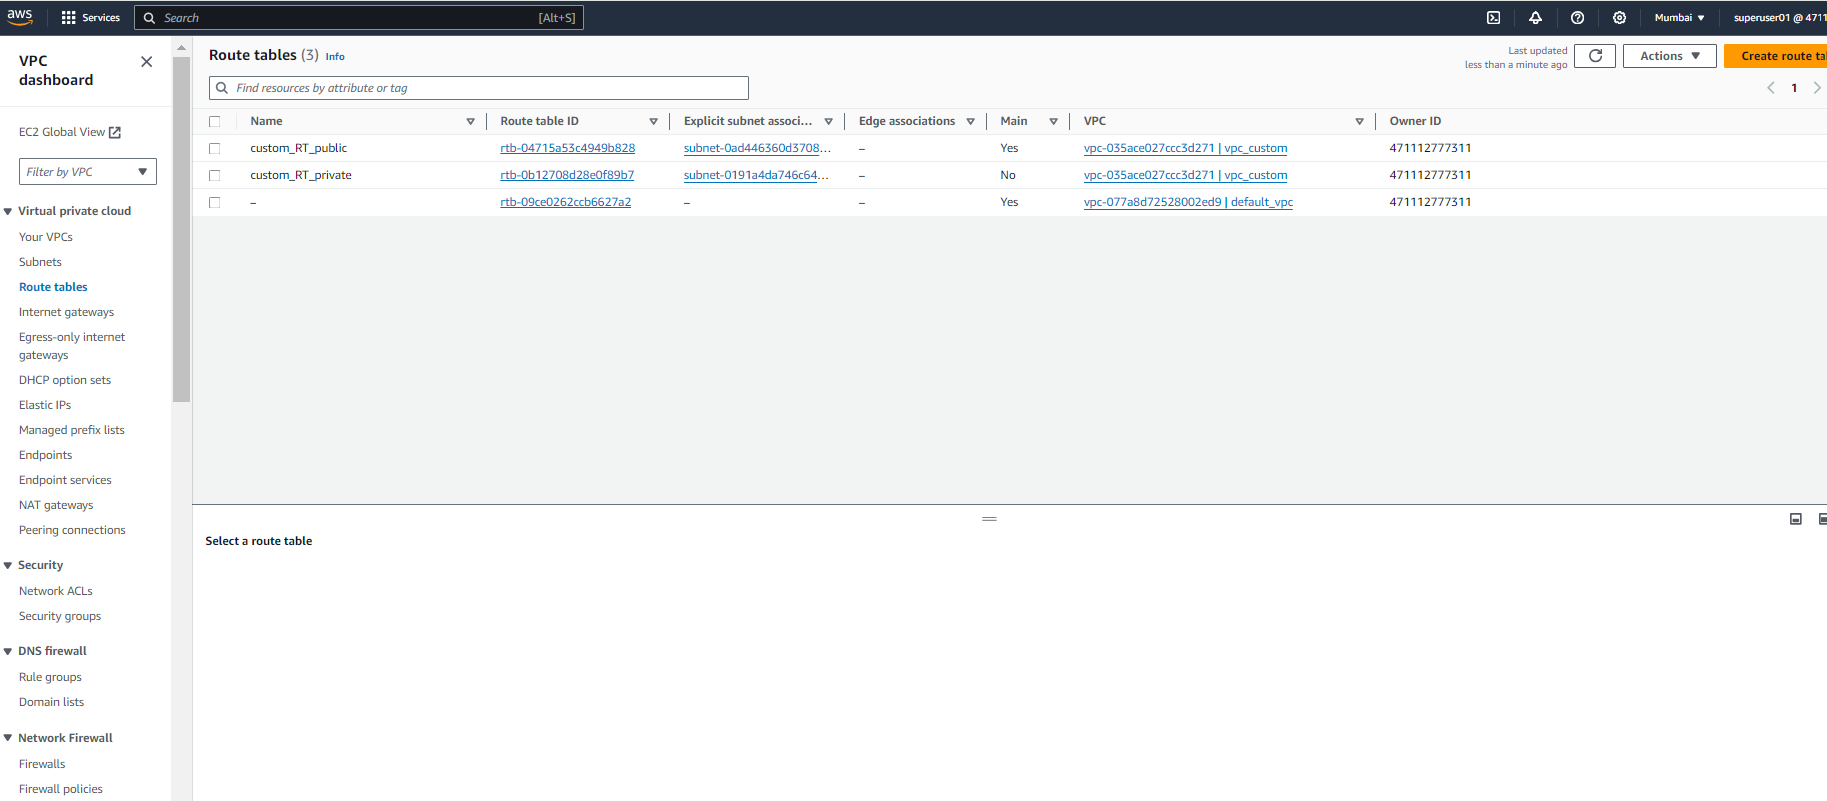 aws Services Search [Alt+S] Mumbai superuser01 @ 4711
VPC dashboard
EC2 Global View
Filter by VPC
Virtual private cloud
Your VPCs
Subnets
Route tables
Internet gateways
Egress-only internet
gateways
DHCP option sets
Elastic IPs
Managed prefix lists
Endpoints
Endpoint services
NAT gateways
Peering connections
Security
Network ACLs
Security groups
DNS firewall
Rule groups
Domain lists
Network Firewall
Firewalls
Firewall policies
Route tables (3) Info
Last updated
less than a minute ago
Actions
Create route ta
Find resources by attribute or tag
1
Name Route table ID Explicit subnet associ... Edge associations Main VPC Owner ID
custom_RT_public rtb-04715a53c4949b828 subnet-0ad446360d3708... – Yes vpc-035ace027ccc3d271 | vpc_custom 471112777311
custom_RT_private rtb-0b12708d28e0f89b7 subnet-0191a4da746c64... – No vpc-035ace027ccc3d271 | vpc_custom 471112777311
– rtb-09ce0262ccb6627a2 – – Yes vpc-077a8d72528002ed9 | default_vpc 471112777311
Select a route table